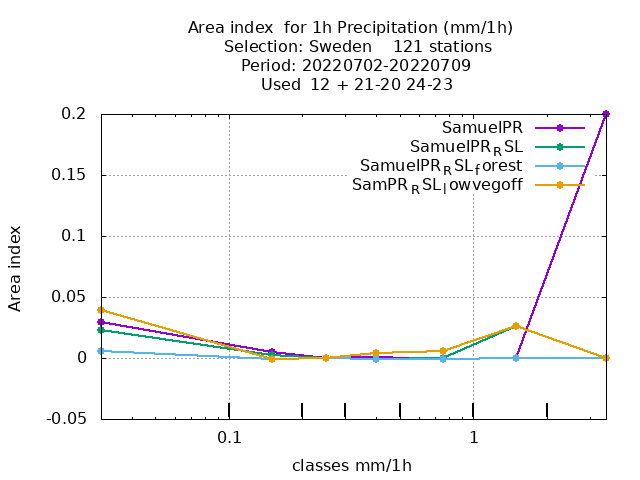 Area index  for 1h Precipitation (mm/1h)
Selection: Sweden    121 stations
Period: 20220702-20220709
Used  12 + 21-20 24-23
0.2
0.15
0.1
0.05
0
-0.05
Area index
SamuelPR
SamuelPR_RSL
SamuelPR_RSL_forest
SamPR_RSL_lowvegoff
0.1
1
classes mm/1h